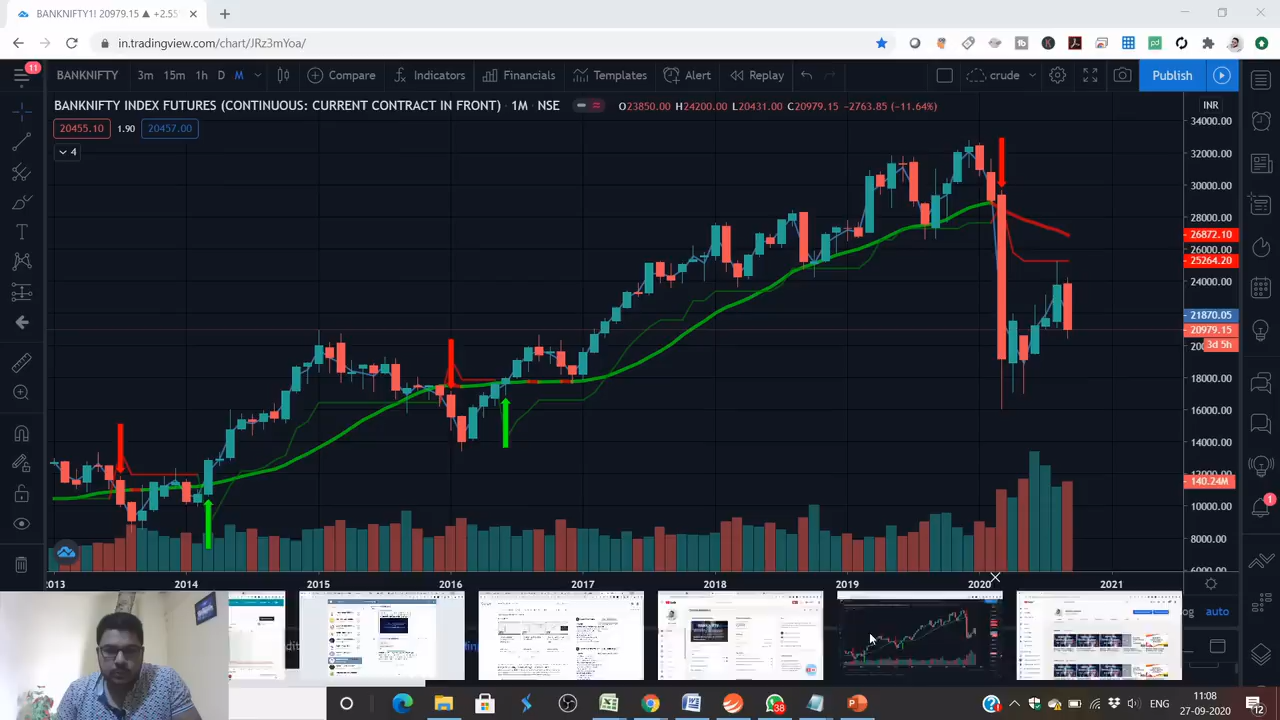 BANKNIFTY1! 20979.15 ▲ +2.55
in.tradingview.com/chart/JRz3mYoa/
11
BANKNIFTY 3m 15m 1h D M Compare Indicators Financials Templates Alert Replay crude Publish
BANKNIFTY INDEX FUTURES (CONTINUOUS: CURRENT CONTRACT IN FRONT) · 1M · NSE O23850.00 H24200.00 L20431.00 C20979.15 -2763.85 (-11.64%)
INR
20455.10 1.90 20457.00
4
34000.00
32000.00
30000.00
28000.00
26872.10
26000.00
25264.20
24000.00
21870.05
20979.15
3d 5h
18000.00
16000.00
14000.00
12000.00
140.24M
10000.00
8000.00
6000.00
2013 2014 2015 2016 2017 2018 2019 2020 2021
1
auto
38
ENG
11:08
27-09-2020
12